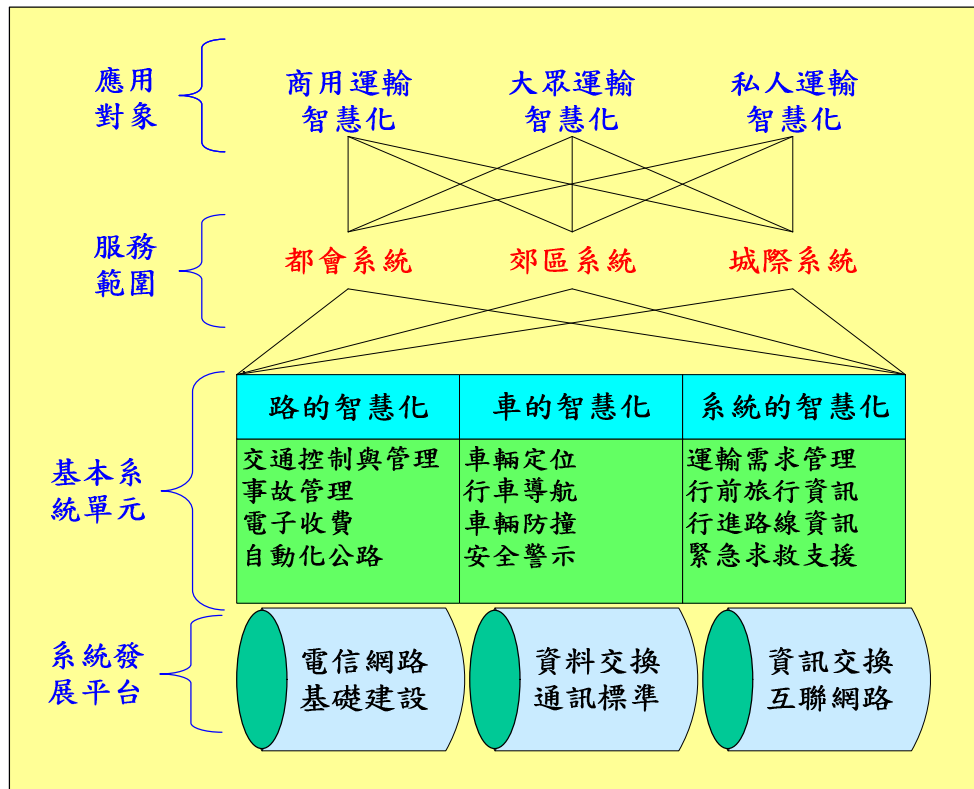 應用
對象
商用運輸
智慧化
大眾運輸
智慧化
私人運輸
智慧化
服務
範圍
都會系統
郊區系統
城際系統
基本系
統單元
路的智慧化
車的智慧化
系統的智慧化
交通控制與管理
事故管理
電子收費
自動化公路
車輛定位
行車導航
車輛防撞
安全警示
運輸需求管理
行前旅行資訊
行進路線資訊
緊急求救支援
系統發
展平台
電信網路
基礎建設
資料交換
通訊標準
資訊交換
互聯網路